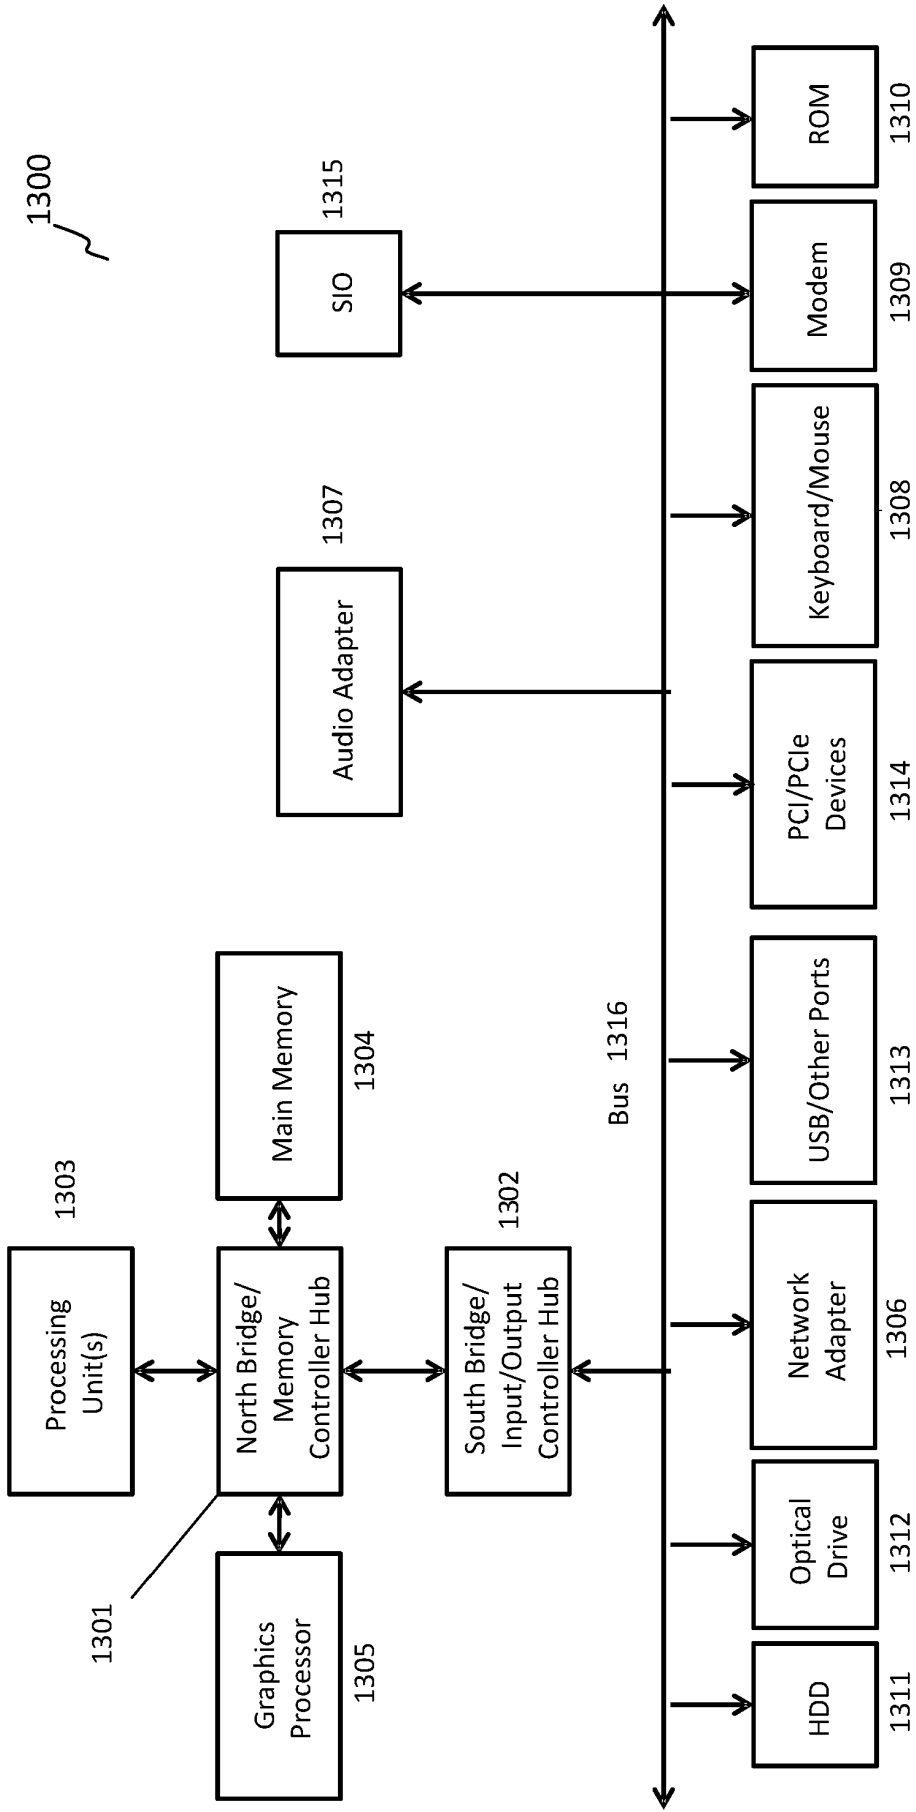 1300
Processing
Unit(s)
1303
1301
Graphics
Processor
1305
North Bridge/
Memory
Controller Hub
Main Memory
1304
Audio Adapter
1307
SIO
1315
South Bridge/
Input/Output
Controller Hub
1302
Bus 1316
HDD
1311
Optical
Drive
1312
Network
Adapter
1306
USB/Other Ports
1313
PCI/PCIe
Devices
1314
Keyboard/Mouse
1308
Modem
1309
ROM
1310